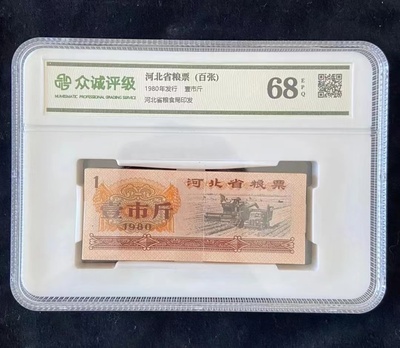 众诚评级
NUMISMATIC PROFESSIONAL GRADING SERVICE
河北省粮票（百张）
1980年发行 壹市斤
河北省粮食局印发
68
EPQ
1
河北省粮票
壹市斤
1980